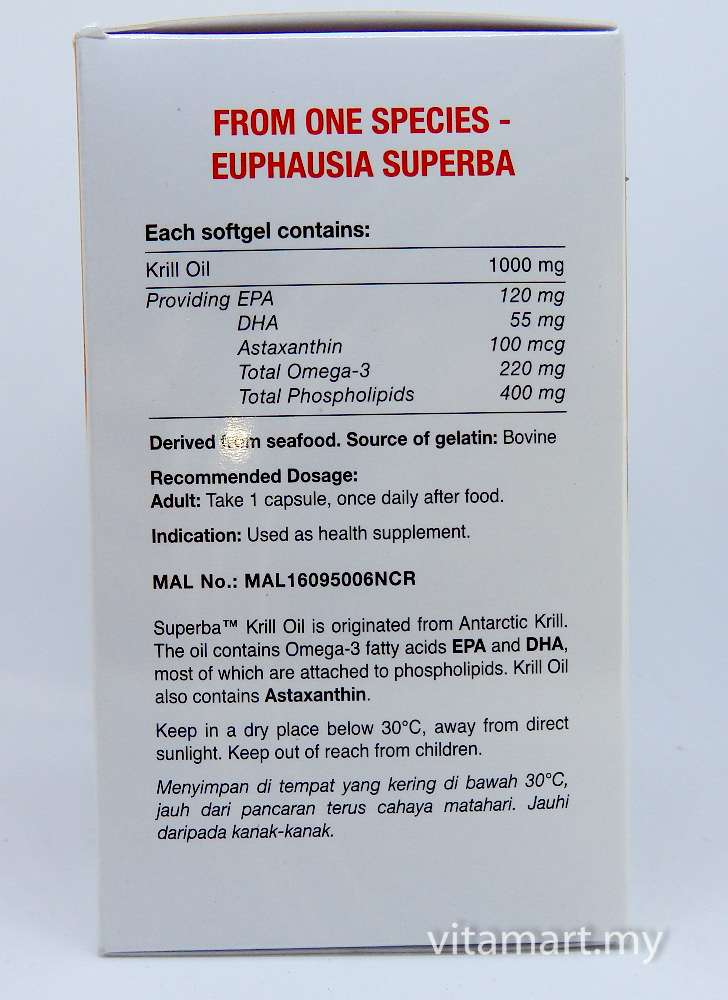 FROM ONE SPECIES -
EUPHAUSIA SUPERBA
Each softgel contains:
Krill Oil 1000 mg
Providing EPA 120 mg
DHA 55 mg
Astaxanthin 100 mcg
Total Omega-3 220 mg
Total Phospholipids 400 mg
Derived from seafood. Source of gelatin: Bovine
Recommended Dosage:
Adult: Take 1 capsule, once daily after food.
Indication: Used as health supplement.
MAL No.: MAL16095006NCR
Superba™ Krill Oil is originated from Antarctic Krill.
The oil contains Omega-3 fatty acids EPA and DHA,
most of which are attached to phospholipids. Krill Oil
also contains Astaxanthin.
Keep in a dry place below 30°C, away from direct
sunlight. Keep out of reach from children.
Menyimpan di tempat yang kering di bawah 30°C,
jauh dari pancaran terus cahaya matahari. Jauhi
daripada kanak-kanak.
vitamart.my